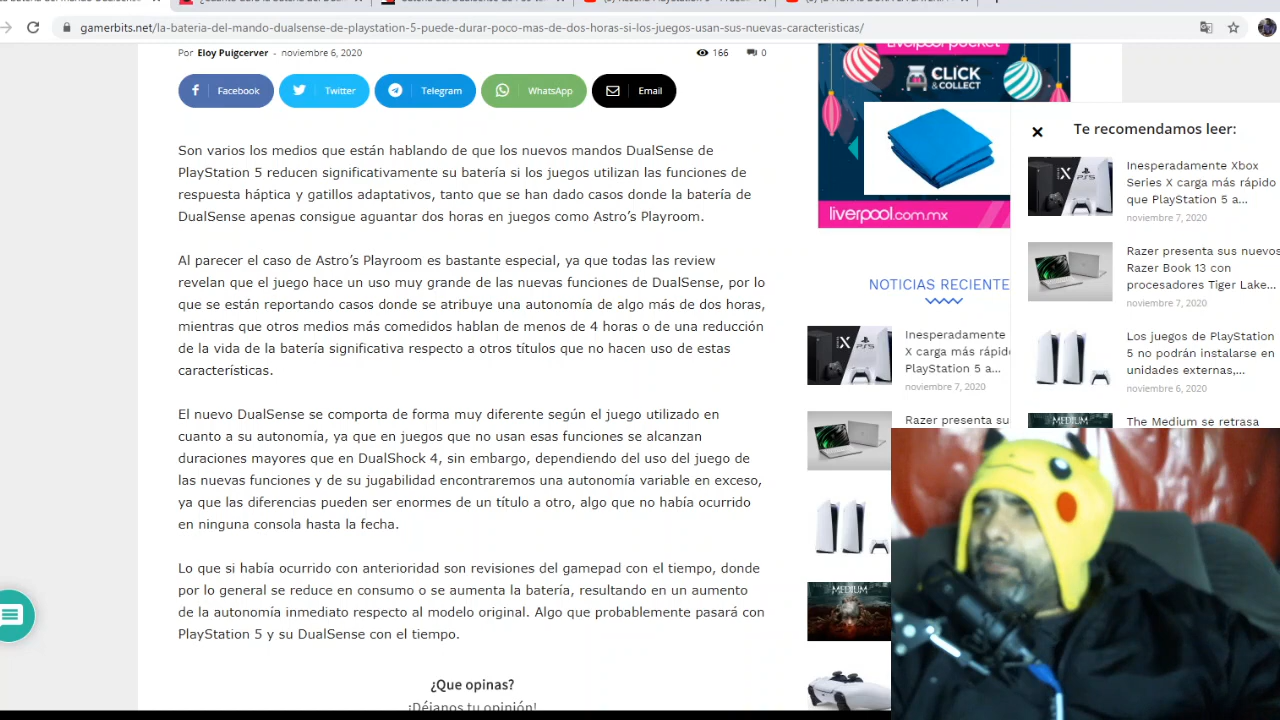 gamerbits.net/la-bateria-del-mando-dualsense-de-playstation-5-puede-durar-poco-mas-de-dos-horas-si-los-juegos-usan-sus-nuevas-caracteristicas/
Por Eloy Puigcerver - noviembre 6, 2020
166
0
Facebook
Twitter
Telegram
WhatsApp
Email
Son varios los medios que están hablando de que los nuevos mandos DualSense de
PlayStation 5 reducen significativamente su batería si los juegos utilizan las funciones de
respuesta háptica y gatillos adaptativos, tanto que se han dado casos donde la batería de
DualSense apenas consigue aguantar dos horas en juegos como Astro’s Playroom.
Al parecer el caso de Astro’s Playroom es bastante especial, ya que todas las review
revelan que el juego hacía un uso muy grande de las nuevas funciones de DualSense, por lo
que se están reportando casos donde se atribuye una autonomía de algo más de dos horas,
mientras que otros medios más comedidos hablan de menos de 4 horas o de una reducción
de la vida de la batería significativa respecto a otros títulos que no hacen uso de estas
características.
El nuevo DualSense se comporta de forma muy diferente según el juego utilizado en
cuanto a su autonomía, ya que en juegos que no usan esas funciones se alcanzan
duraciones mayores que en DualShock 4, sin embargo, dependiendo del uso del juego de
las nuevas funciones y de su jugabilidad encontraremos una autonomía variable en exceso,
ya que las diferencias pueden ser enormes de un título a otro, algo que no había ocurrido
en ninguna consola hasta la fecha.
Lo que si había ocurrido con anterioridad son revisiones del gamepad con el tiempo, donde
por lo general se reduce en consumo o se aumenta la batería, resultando en un aumento
de la autonomía inmediato respecto al modelo original. Algo que probablemente pasará con
PlayStation 5 y su DualSense con el tiempo.
¿Que opinas?
¡Déjanos tu opinión!
Liverpool pocket
CLICK
& COLLECT
liverpool.com.mx
NOTICIAS RECIENTE
Inesperadamente
X carga más rápid
PlayStation 5 a...
noviembre 7, 2020
Razer presenta su
MEDIUM
Te recomendamos leer:
Inesperadamente Xbox
Series X carga más rápido
que PlayStation 5 a...
noviembre 7, 2020
Razer presenta sus nuevos
Razer Book 13 con
procesadores Tiger Lake...
noviembre 7, 2020
Los juegos de PlayStation
5 no podrán instalarse en
unidades externas,...
noviembre 6, 2020
The Medium se retrasa
MEDIUM